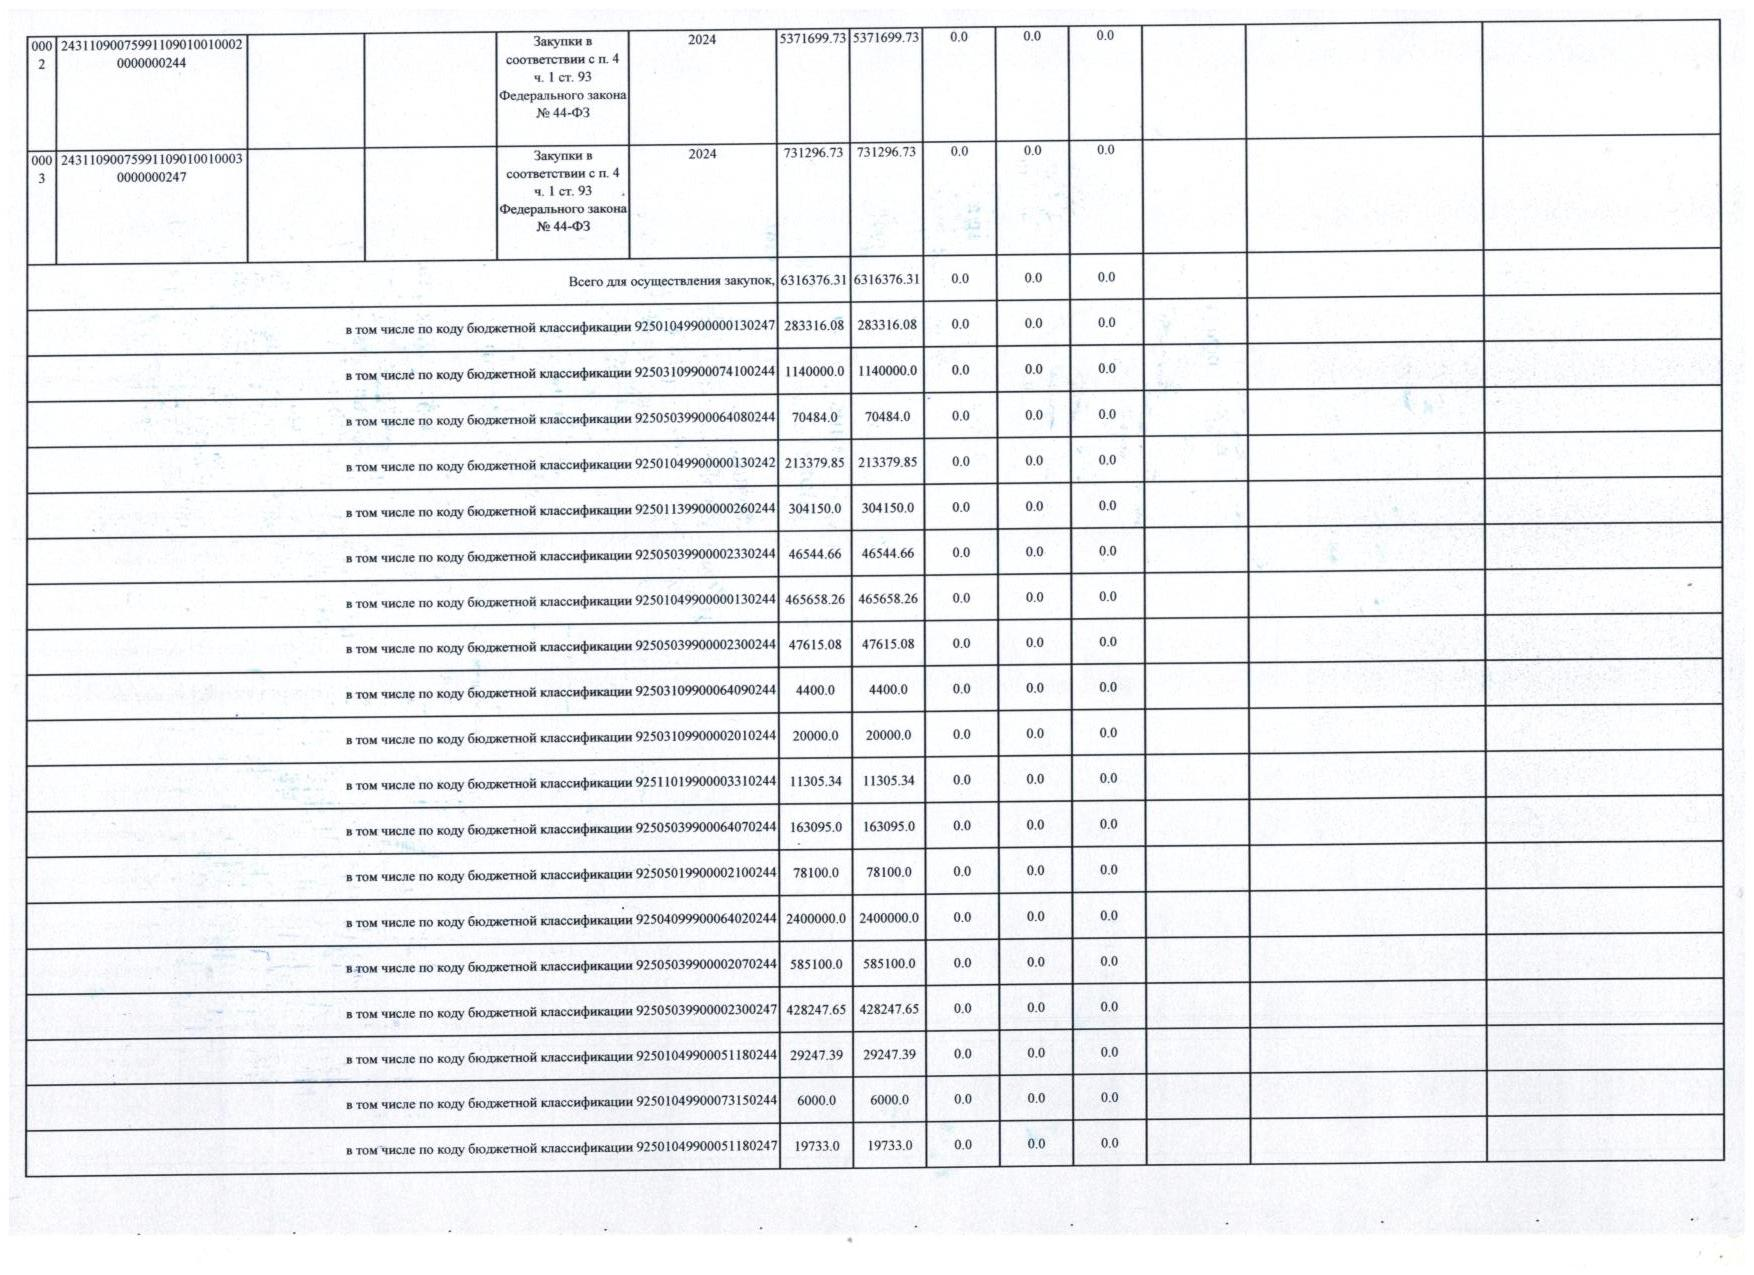 000 243110900759911090100100020 Закупки в 2024 5371699.73 5371699.73 0.0 0.0 0.0
2 0000000244 соответствии с п. 4
ч. 1 ст. 93
Федерального закона
№ 44-ФЗ
000 243110900759911090100100030 Закупки в 2024 731296.73 731296.73 0.0 0.0 0.0
3 0000000247 соответствии с п. 4
ч. 1 ст. 93
Федерального закона
№ 44-ФЗ
Всего для осуществления закупок, 6316376.31 6316376.31 0.0 0.0 0.0
в том числе по коду бюджетной классификации 92501049900000130247 283316.08 283316.08 0.0 0.0 0.0
в том числе по коду бюджетной классификации 92503109900074100244 1140000.0 1140000.0 0.0 0.0 0.0
в том числе по коду бюджетной классификации 92505039900064080244 70484.0 70484.0 0.0 0.0 0.0
в том числе по коду бюджетной классификации 92501049900000130242 213379.85 213379.85 0.0 0.0 0.0
в том числе по коду бюджетной классификации 92501139900000260244 304150.0 304150.0 0.0 0.0 0.0
в том числе по коду бюджетной классификации 92505039900002330244 46544.66 46544.66 0.0 0.0 0.0
в том числе по коду бюджетной классификации 92501049900000130244 465658.26 465658.26 0.0 0.0 0.0
в том числе по коду бюджетной классификации 92505039900002300244 47615.08 47615.08 0.0 0.0 0.0
в том числе по коду бюджетной классификации 92503109900064090244 4400.0 4400.0 0.0 0.0 0.0
в том числе по коду бюджетной классификации 92503109900002010244 20000.0 20000.0 0.0 0.0 0.0
в том числе по коду бюджетной классификации 92511019900003310244 11305.34 11305.34 0.0 0.0 0.0
в том числе по коду бюджетной классификации 92505039900064070244 163095.0 163095.0 0.0 0.0 0.0
в том числе по коду бюджетной классификации 92505019900002100244 78100.0 78100.0 0.0 0.0 0.0
в том числе по коду бюджетной классификации 92504099900064020244 2400000.0 2400000.0 0.0 0.0 0.0
в том числе по коду бюджетной классификации 92505039900002070244 585100.0 585100.0 0.0 0.0 0.0
в том числе по коду бюджетной классификации 92505039900002300247 428247.65 428247.65 0.0 0.0 0.0
в том числе по коду бюджетной классификации 92501049900051180244 29247.39 29247.39 0.0 0.0 0.0
в том числе по коду бюджетной классификации 92501049900073150244 6000.0 6000.0 0.0 0.0 0.0
в том числе по коду бюджетной классификации 92501049900051180247 19733.0 19733.0 0.0 0.0 0.0